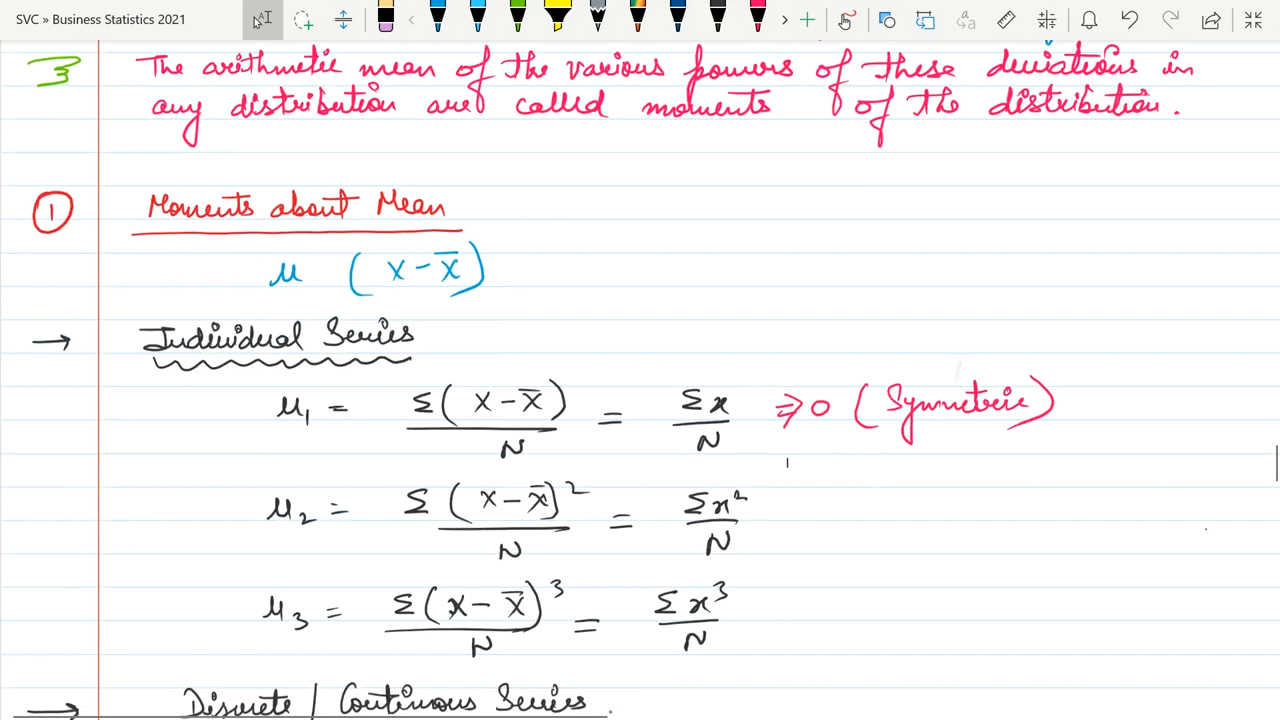 SVC » Business Statistics 2021
3
The arithmetic mean of the various powers of these deviations in
any distribution are called moments of the distribution.
① Moments about Mean
μ (X-X̄)
→ Individual Series
μ₁ = Σ(X-X̄)/N = Σx/N ⇒ 0 (Symmetric)
μ₂ = Σ(X-X̄)²/N = Σx²/N
μ₃ = Σ(X-X̄)³/N = Σx³/N
→ Discrete / Continuous Series